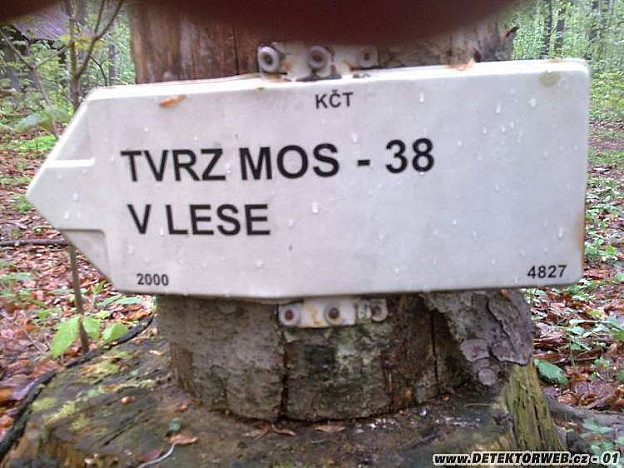 KČT
TVRZ MOS - 38
V LESE
2000 4827
www.DETEKTORWEB.cz - 01